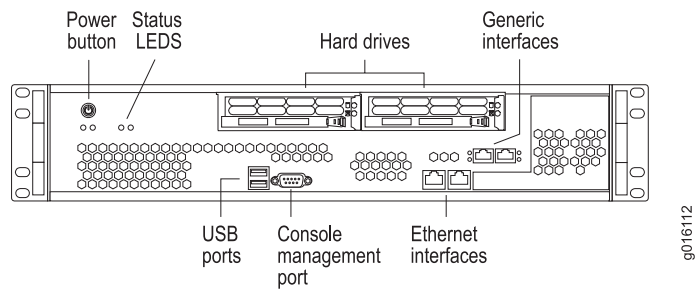 Power
button
Status
LEDS
Hard drives
Generic
interfaces
USB
ports
Console
management
port
Ethernet
interfaces
g016112